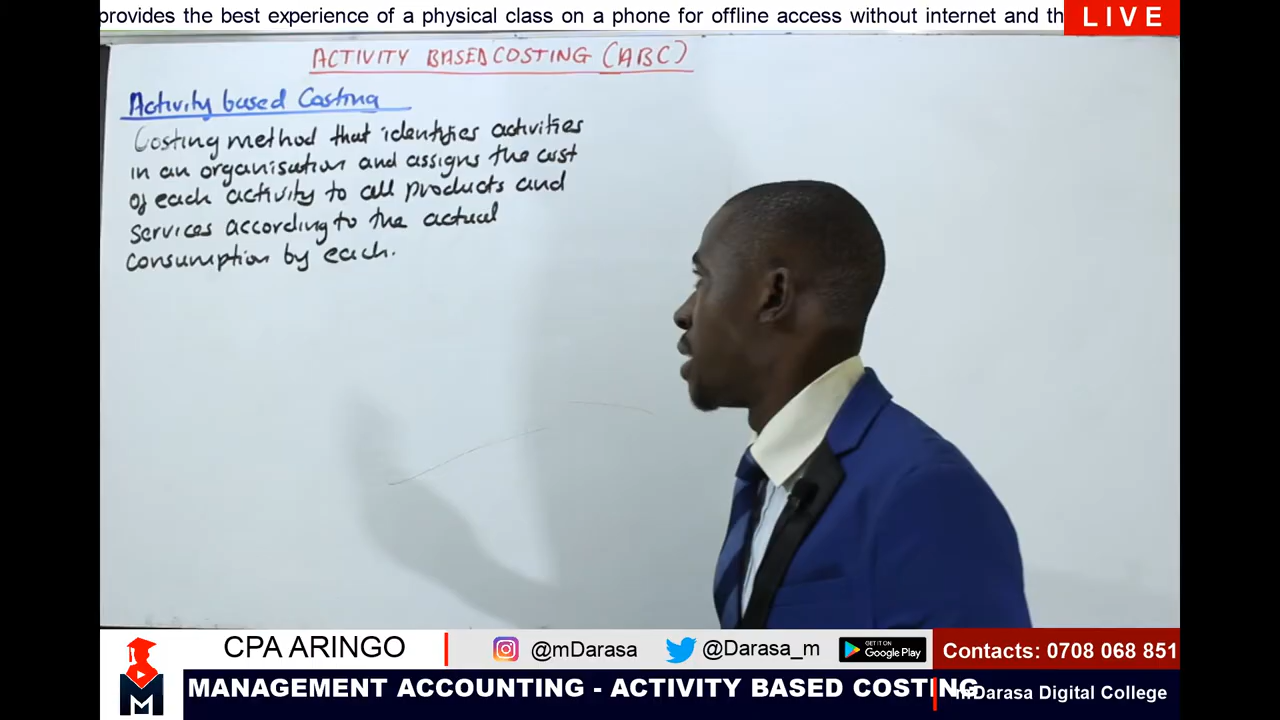 provides the best experience of a physical class on a phone for offline access without internet and th
LIVE
ACTIVITY BASED COSTING (ABC)
Activity based Costing
Costing method that identifies activities
in an organisation and assigns the cost
of each activity to all products and
services according to the actual
consumption by each.
CPA ARINGO
@mDarasa
@Darasa_m
GET IT ON
Google Play
Contacts: 0708 068 851
MANAGEMENT ACCOUNTING - ACTIVITY BASED COSTING
mDarasa Digital College